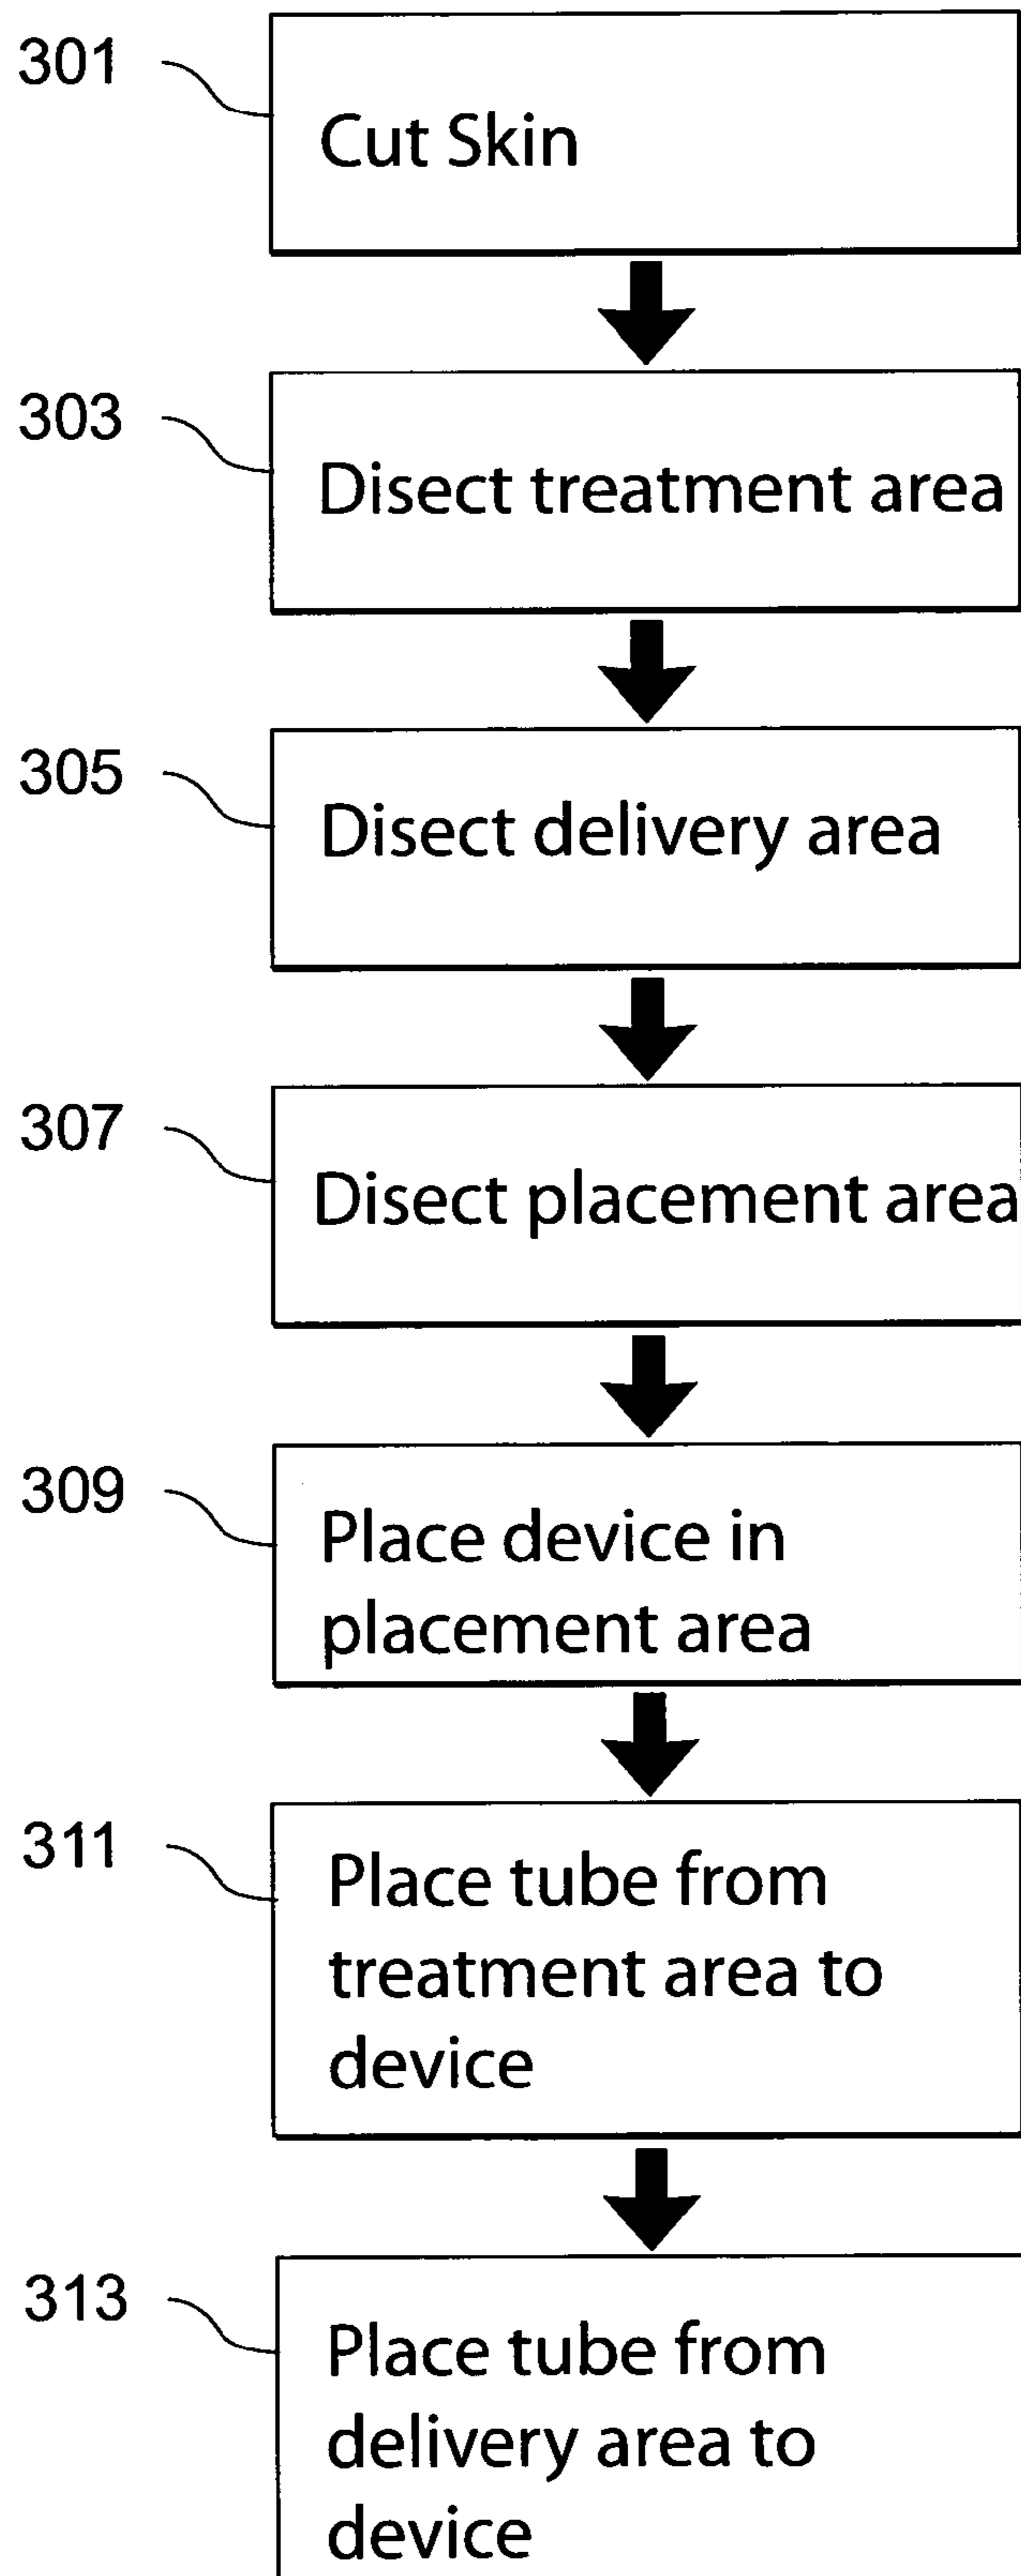 301
Cut Skin
303
Disect treatment area
305
Disect delivery area
307
Disect placement area
309
Place device in
placement area
311
Place tube from
treatment area to
device
313
Place tube from
delivery area to
device